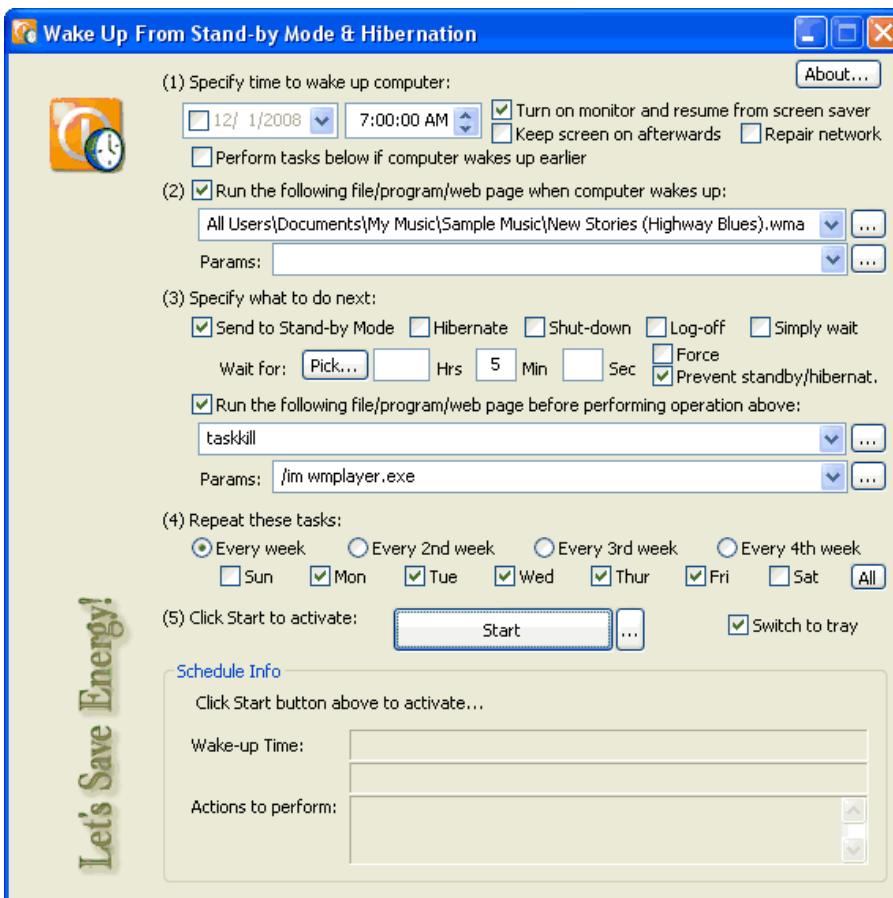 Wake Up From Stand-by Mode & Hibernation
About...
(1) Specify time to wake up computer:
12/ 1/2008 7:00:00 AM Turn on monitor and resume from screen saver
Keep screen on afterwards Repair network
Perform tasks below if computer wakes up earlier
(2) Run the following file/program/web page when computer wakes up:
All Users\Documents\My Music\Sample Music\New Stories (Highway Blues).wma ...
Params: ...
(3) Specify what to do next:
Send to Stand-by Mode Hibernate Shut-down Log-off Simply wait
Force
Wait for: Pick... Hrs 5 Min Sec
Prevent standby/hibernat.
Run the following file/program/web page before performing operation above:
taskkill ...
Params: /im wmplayer.exe ...
(4) Repeat these tasks:
Every week Every 2nd week Every 3rd week Every 4th week
Sun Mon Tue Wed Thur Fri Sat All
(5) Click Start to activate: Start ... Switch to tray
Schedule Info
Click Start button above to activate...
Wake-up Time:
Actions to perform:
Let's Save Energy!